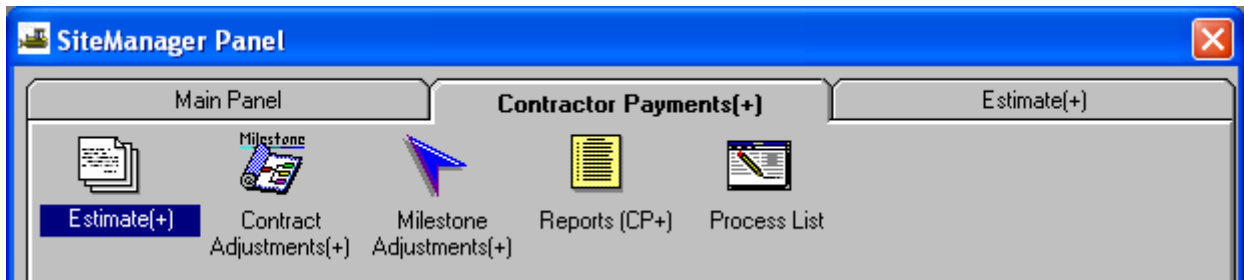 SiteManager Panel
Main Panel
Contractor Payments(+)
Estimate(+)
Milestone
Estimate(+)
Contract
Adjustments(+)
Milestone
Adjustments(+)
Reports (CP+)
Process List